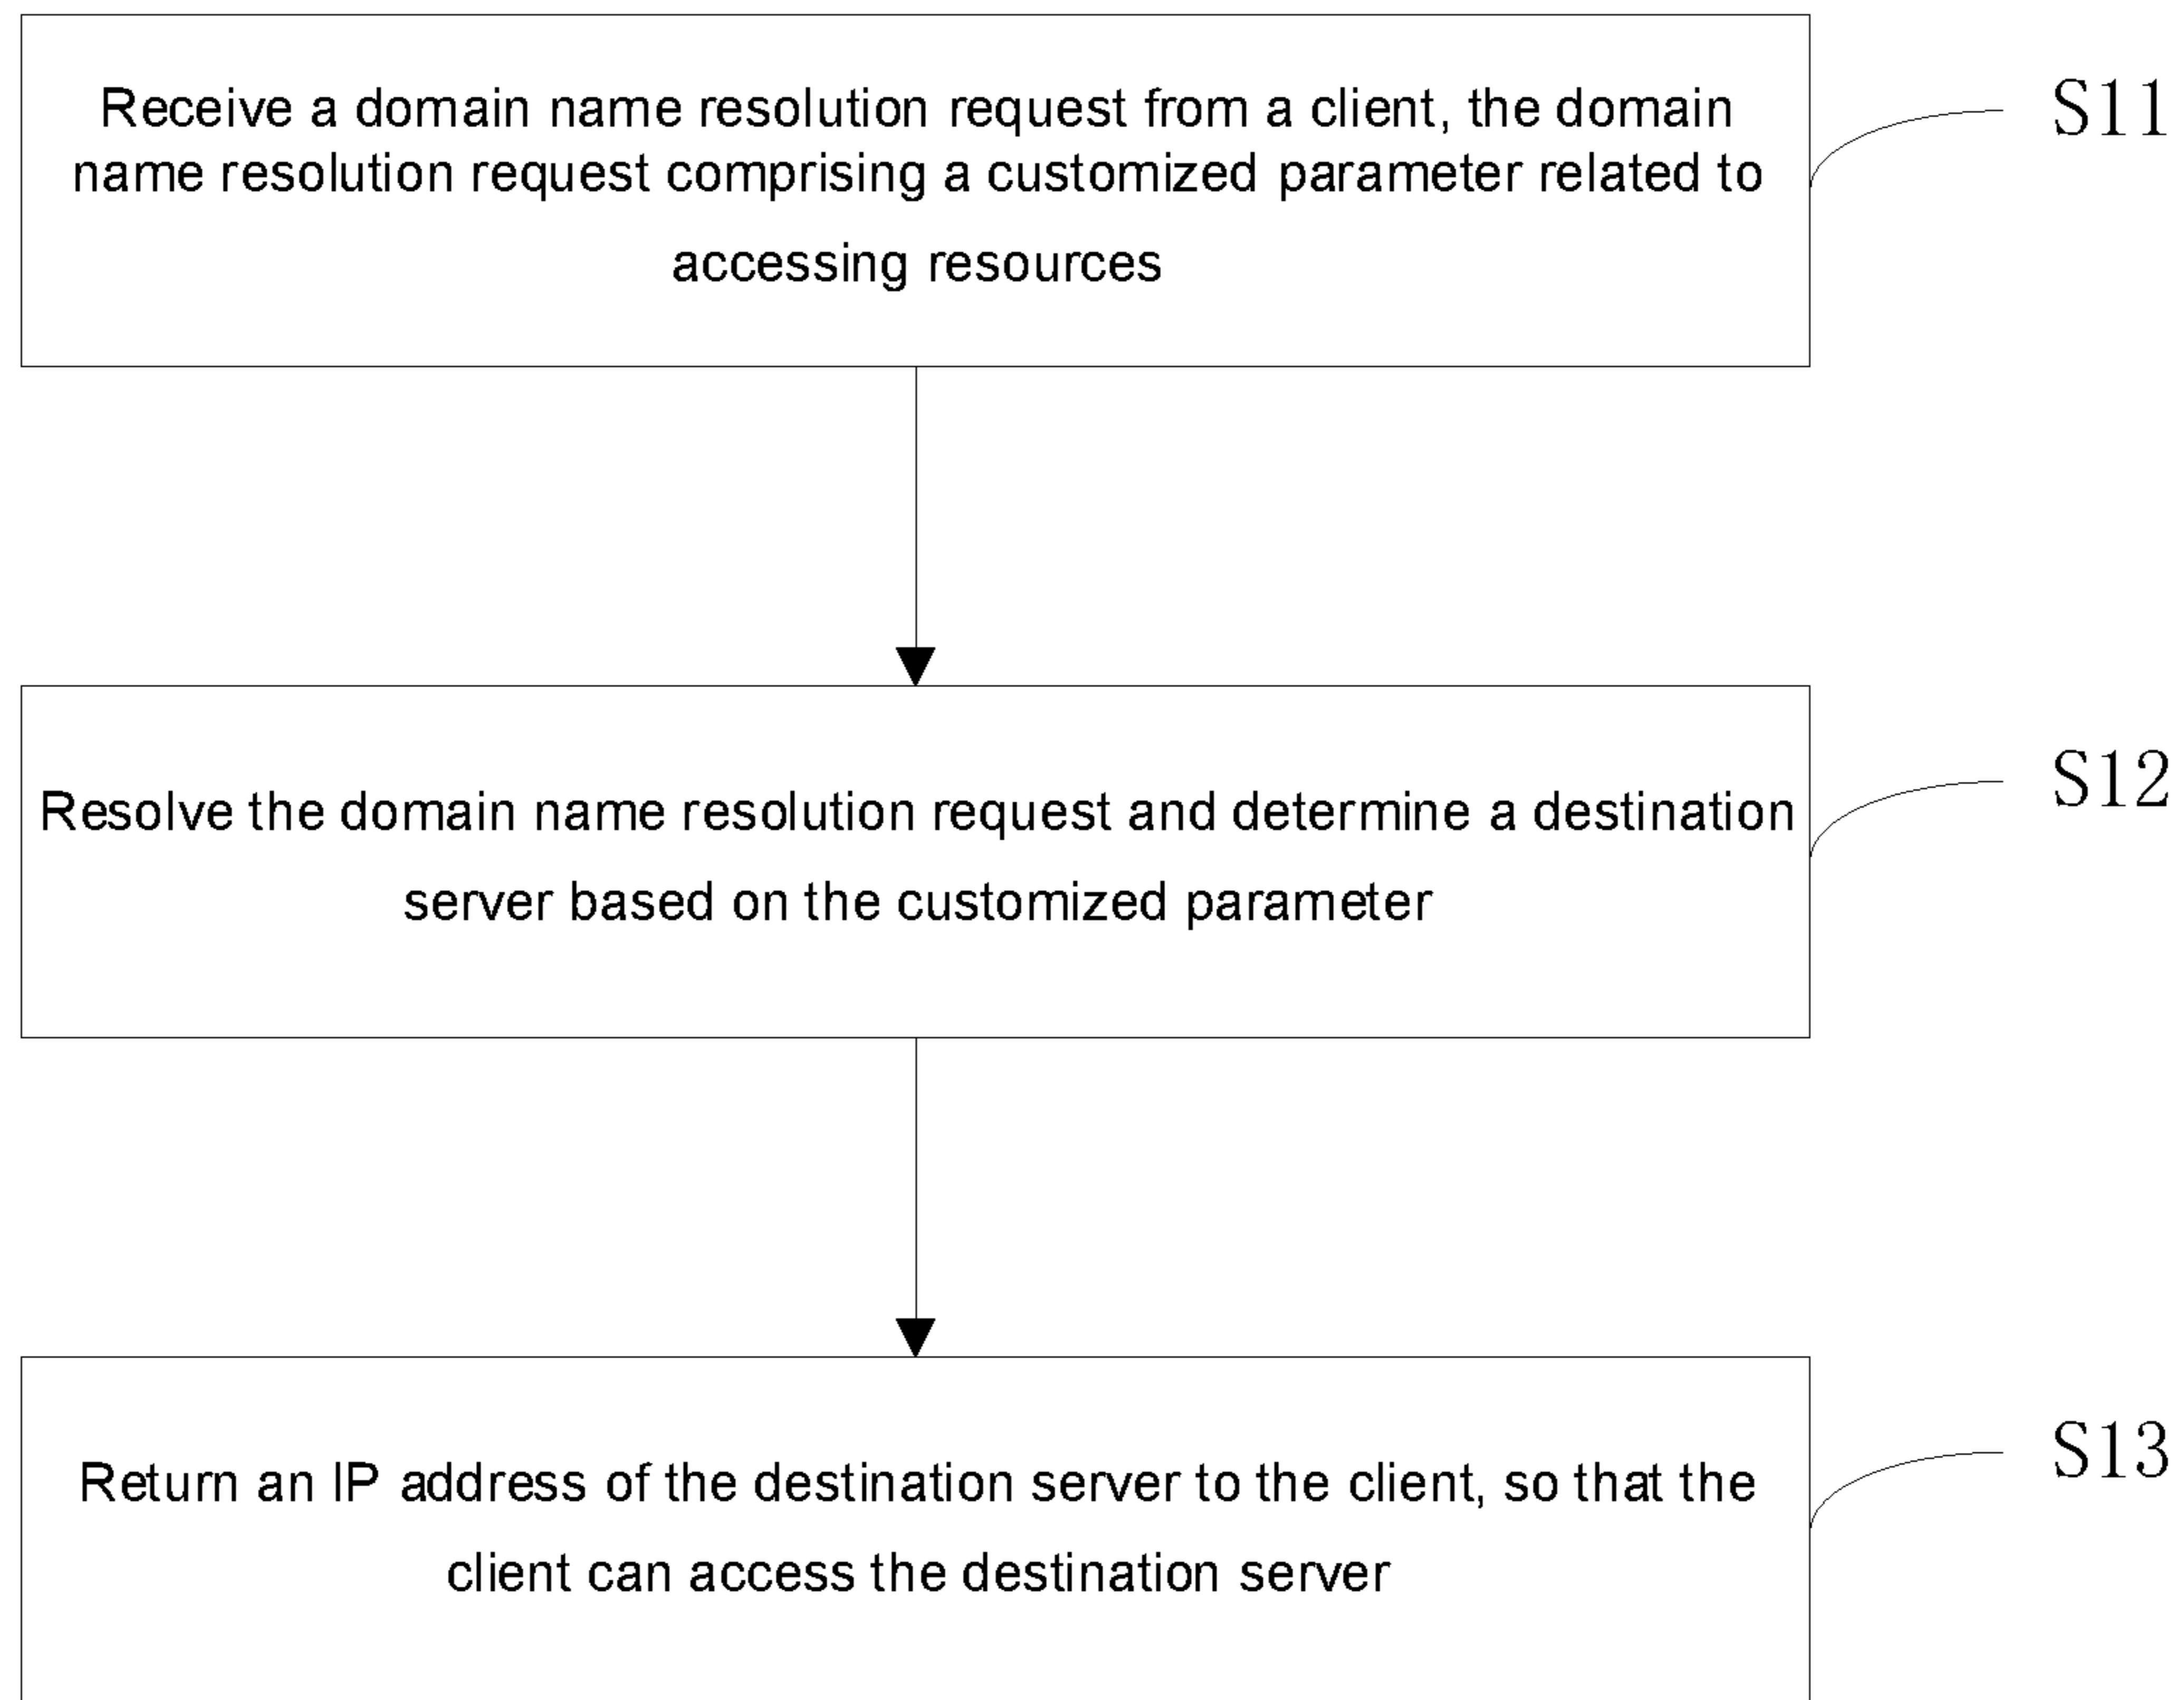 Receive a domain name resolution request from a client, the domain
name resolution request comprising a customized parameter related to
accessing resources
S11
Resolve the domain name resolution request and determine a destination
server based on the customized parameter
S12
Return an IP address of the destination server to the client, so that the
client can access the destination server
S13